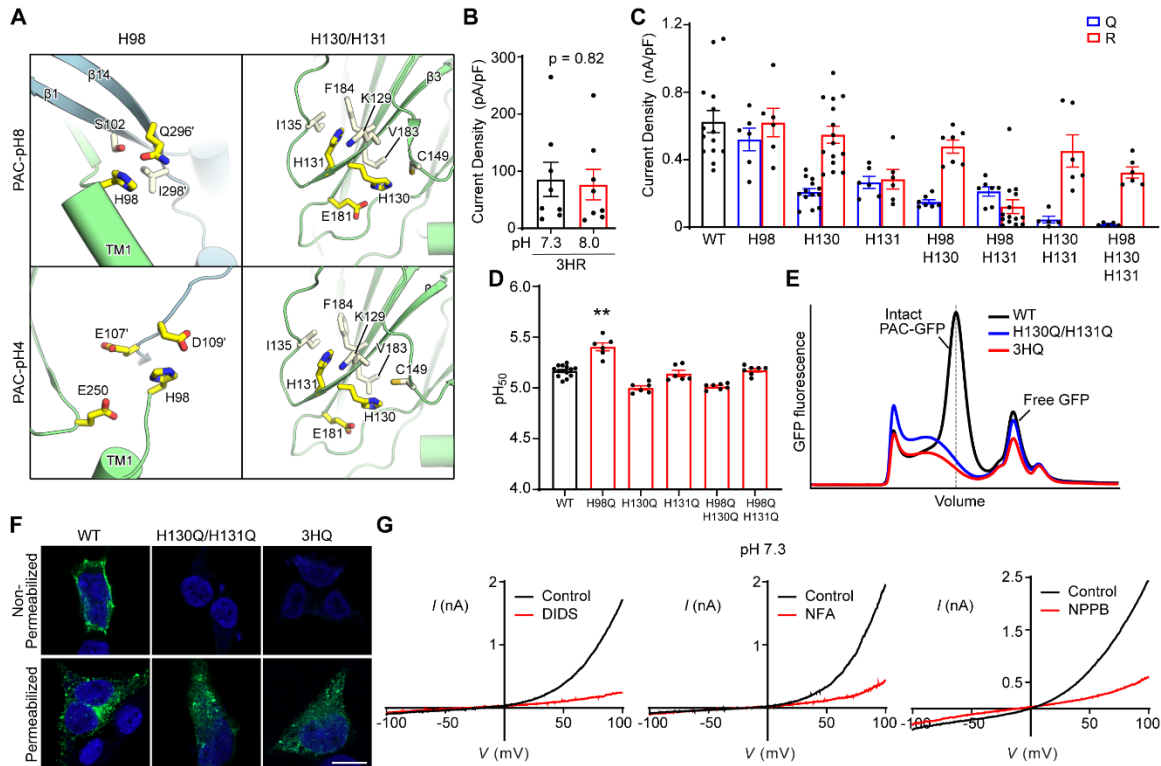 A
H98
H130/H131
PAC-pH8
β14
β1
S102
Q296'
I298'
H98
TM1
β3
F184
K129
I135
V183
H131
C149
H130
E181
PAC-pH4
E107'
D109'
E250
H98
TM1
F184
K129
I135
V183
H131
C149
H130
E181
B
p = 0.82
Current Density (pA/pF)
300
200
100
0
pH 7.3 8.0
3HR
C
Current Density (nA/pF)
1.2
0.8
0.4
0
Q
R
WT H98 H130 H131 H98 H98 H130 H98
H130 H131 H131 H130
H131
D
pH50
6.0
5.5
5.0
4.5
4.0
**
WT H98Q H130Q H131Q H98Q H98Q
H130Q H131Q
E
GFP fluorescence
Intact
PAC-GFP
WT
H130Q/H131Q
3HQ
Free GFP
Volume
F
WT H130Q/H131Q 3HQ
Non-
Permeabilized
Permeabilized
G
pH 7.3
I (nA)
2
1
Control
DIDS
-100 -50 0 50 100
V (mV)
I (nA)
2
1
Control
NFA
-100 -50 0 50 100
V (mV)
I (nA)
2.5
1.5
0.5
Control
NPPB
-100 -50 0 50 100
V (mV)